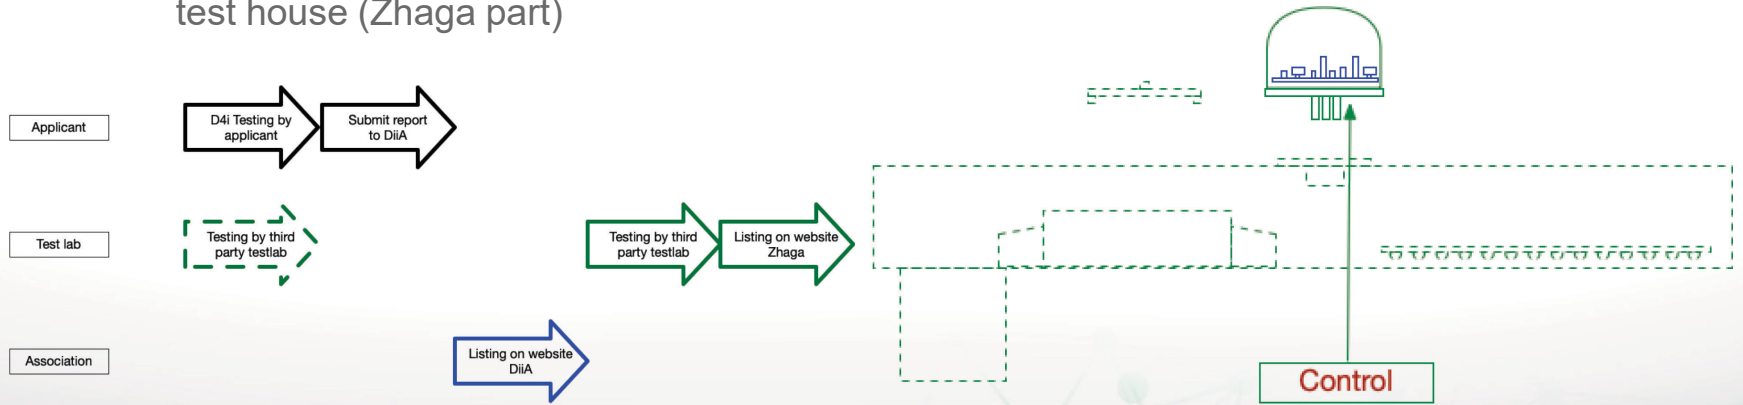 test house (Zhaga part)
Applicant
D4i Testing by
applicant
Submit report
to DiiA
Test lab
Testing by third
party testlab
Testing by third
party testlab
Listing on website
Zhaga
Association
Listing on website
DiiA
Control